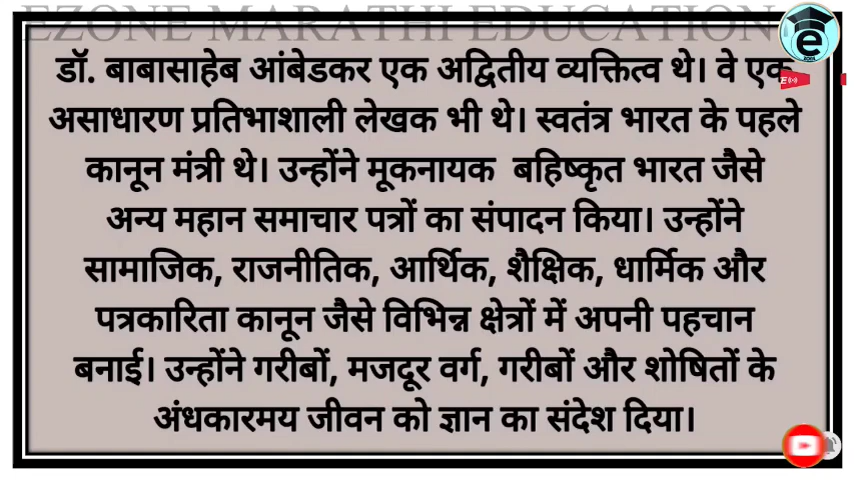 EZONE MARATHI EDUCATION
डॉ. बाबासाहेब आंबेडकर एक अद्वितीय व्यक्तित्व थे। वे एक
असाधारण प्रतिभाशाली लेखक भी थे। स्वतंत्र भारत के पहले
कानून मंत्री थे। उन्होंने मूकनायक बहिष्कृत भारत जैसे
अन्य महान समाचार पत्रों का संपादन किया। उन्होंने
सामाजिक, राजनीतिक, आर्थिक, शैक्षिक, धार्मिक और
पत्रकारिता कानून जैसे विभिन्न क्षेत्रों में अपनी पहचान
बनाई। उन्होंने गरीबों, मजदूर वर्ग, गरीबों और शोषितों के
अंधकारमय जीवन को ज्ञान का संदेश दिया।